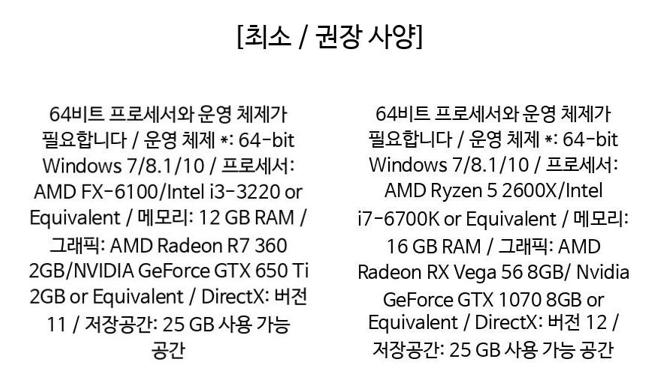 [최소 / 권장 사양]
64비트 프로세서와 운영 체제가
필요합니다 / 운영 체제 *: 64-bit
Windows 7/8.1/10 / 프로세서:
AMD FX-6100/Intel i3-3220 or
Equivalent / 메모리: 12 GB RAM /
그래픽: AMD Radeon R7 360
2GB/NVIDIA GeForce GTX 650 Ti
2GB or Equivalent / DirectX: 버전
11 / 저장공간: 25 GB 사용 가능
공간
64비트 프로세서와 운영 체제가
필요합니다 / 운영 체제 *: 64-bit
Windows 7/8.1/10 / 프로세서:
AMD Ryzen 5 2600X/Intel
i7-6700K or Equivalent / 메모리:
16 GB RAM / 그래픽: AMD
Radeon RX Vega 56 8GB/ Nvidia
GeForce GTX 1070 8GB or
Equivalent / DirectX: 버전 12 /
저장공간: 25 GB 사용 가능 공간